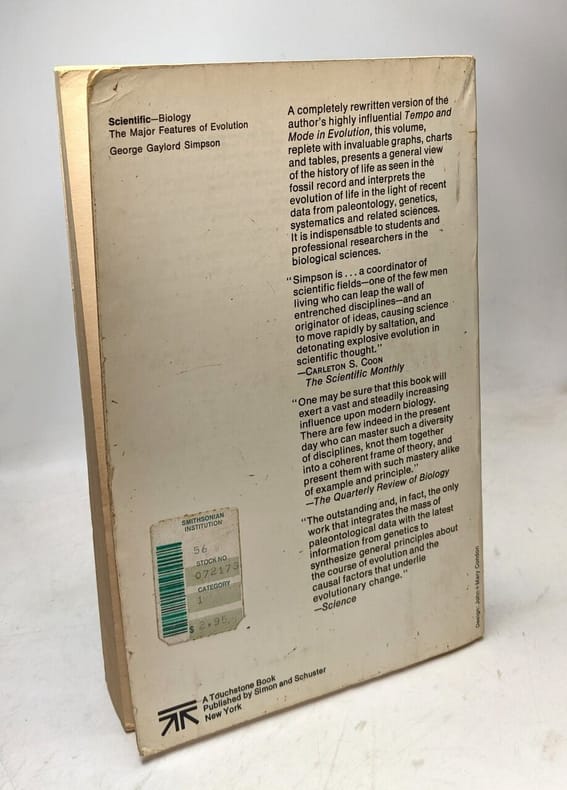 Scientific—Biology
The Major Features of Evolution
George Gaylord Simpson
A completely rewritten version of the
author's highly influential Tempo and
Mode in Evolution, this volume,
replete with invaluable graphs, charts
and tables, presents a general view
of the history of life as seen in the
fossil record and interprets the
evolution of life in the light of recent
data from paleontology, genetics,
systematics and related sciences.
It is indispensable to students and
professional researchers in the
biological sciences.
"Simpson is . . . a coordinator of
scientific fields—one of the few men
living who can leap the wall of
entrenched disciplines—and an
originator of ideas, causing science
to move rapidly by saltation, and
detonating explosive evolution in
scientific thought."
—CARLETON S. COON
The Scientific Monthly
"One may be sure that this book will
exert a vast and steadily increasing
influence upon modern biology.
There are few indeed in the present
day who can master such a diversity
of disciplines, knot them together
into a coherent frame of theory, and
present them with such mastery alike
of example and principle."
—The Quarterly Review of Biology
"The outstanding and, in fact, the only
work that integrates the mass of
paleontological data with the latest
information from genetics to
synthesize general principles about
the course of evolution and the
causal factors that underlie
evolutionary change."
—Science
SMITHSONIAN
INSTITUTION
56
STOCK NO.
072173
CATEGORY
1
$ 2.95
A Touchstone Book
Published by Simon and Schuster
New York
Design: John + Mary Condon